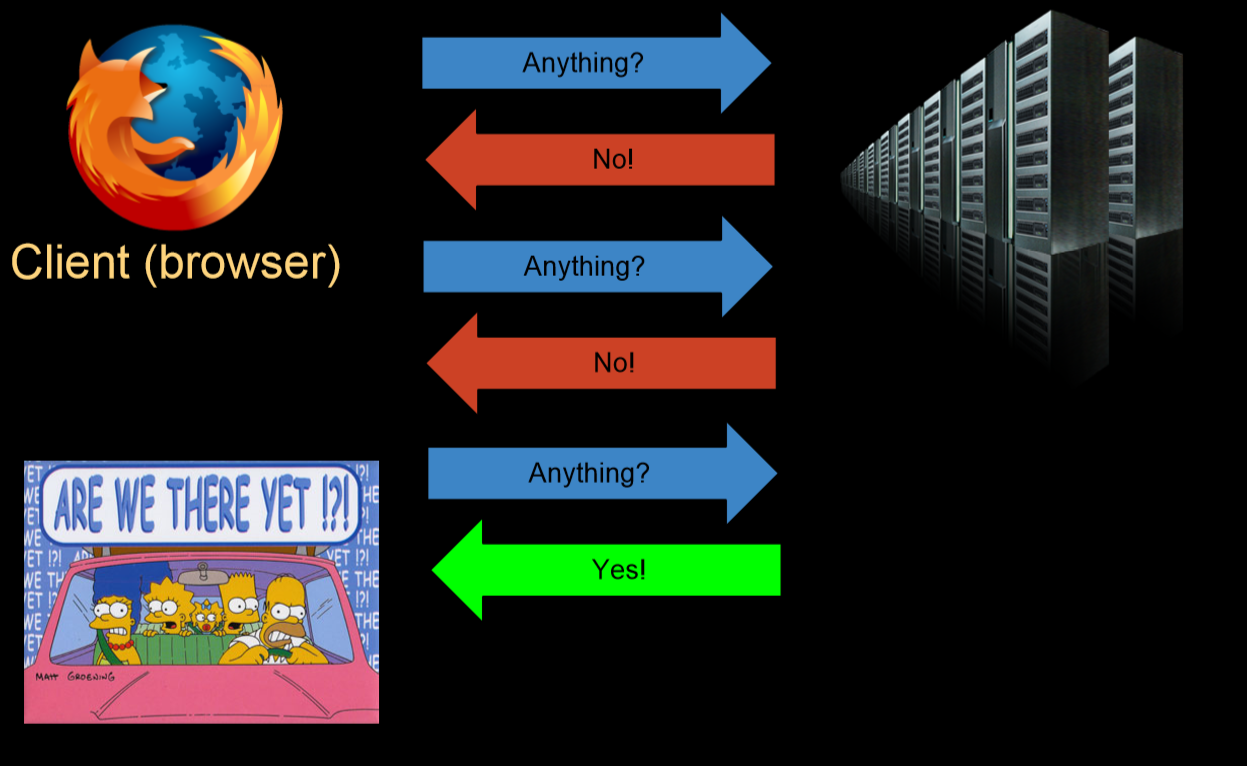 Anything?
No!
Client (browser)
Anything?
No!
Anything?
Yes!
ARE WE THERE YET !?!
MATT GROENING